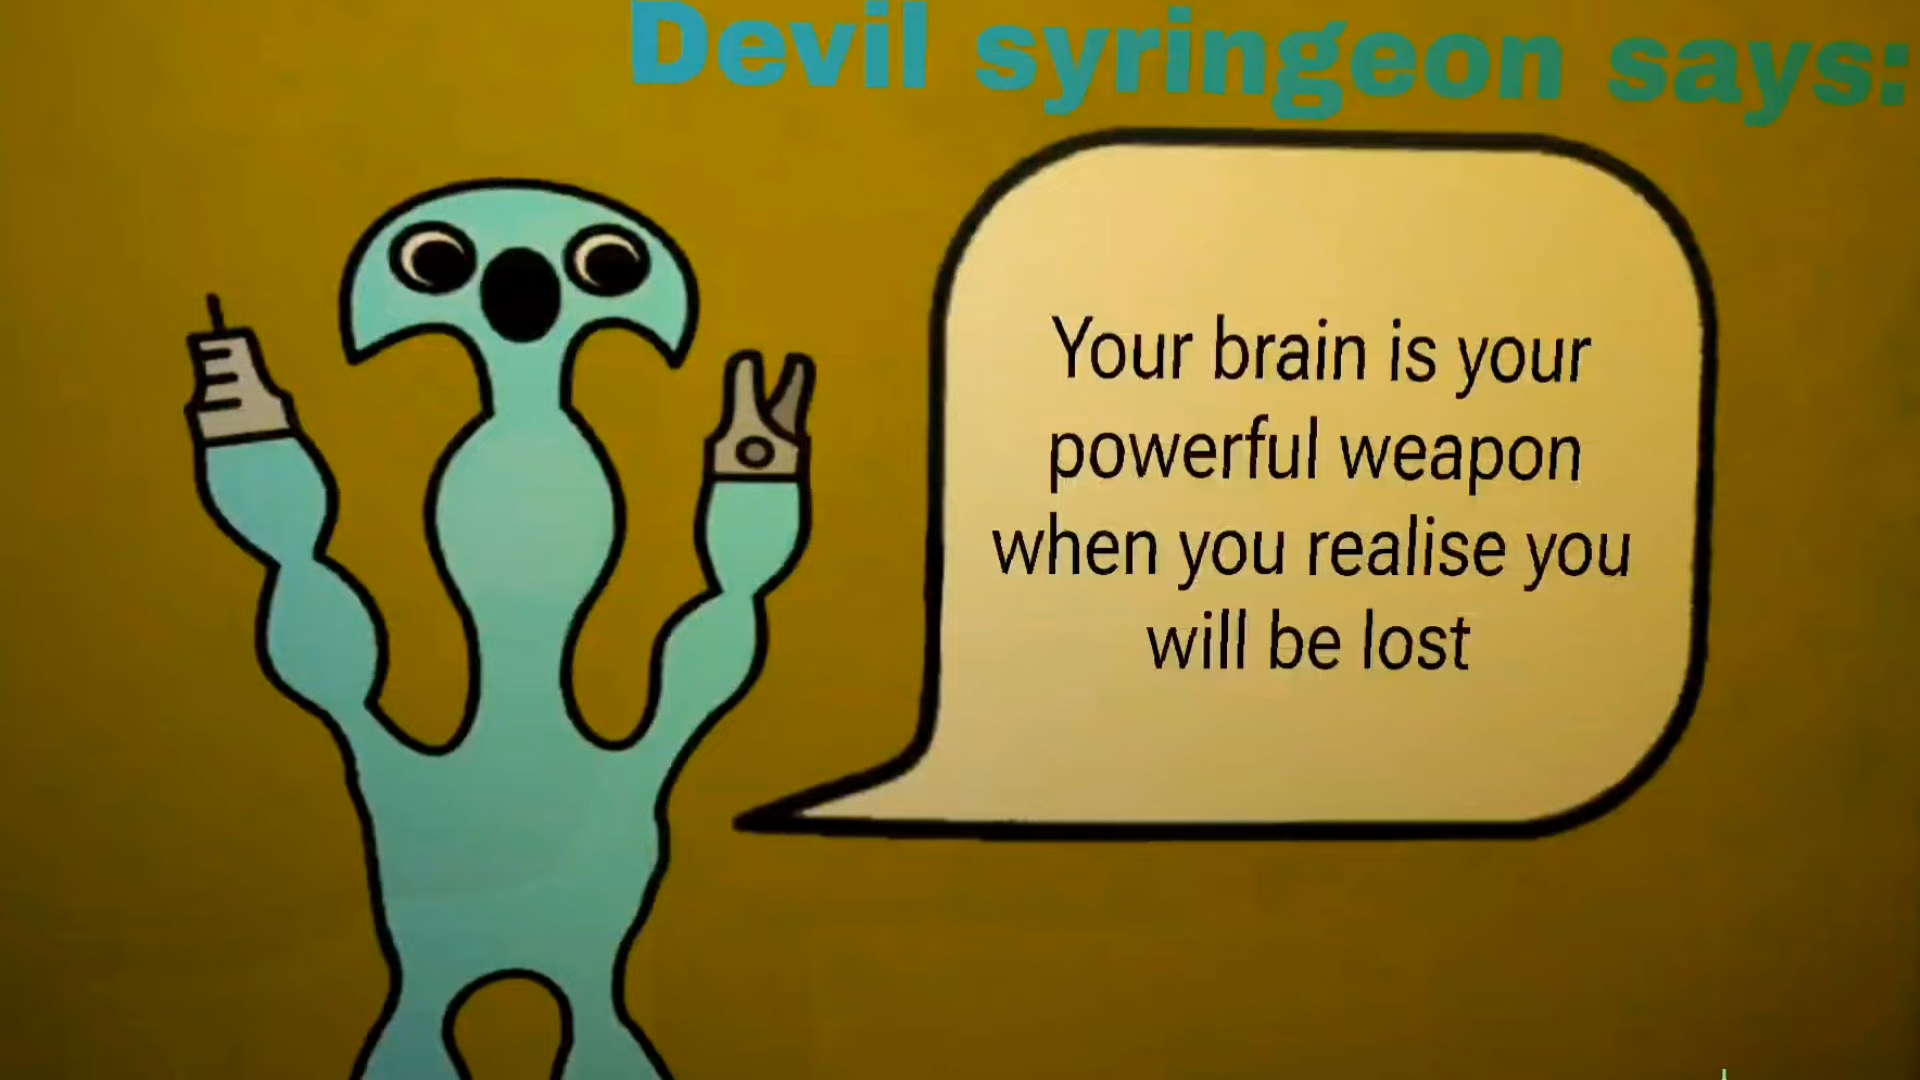 Devil syringeon says:
Your brain is your
powerful weapon
when you realise you
will be lost